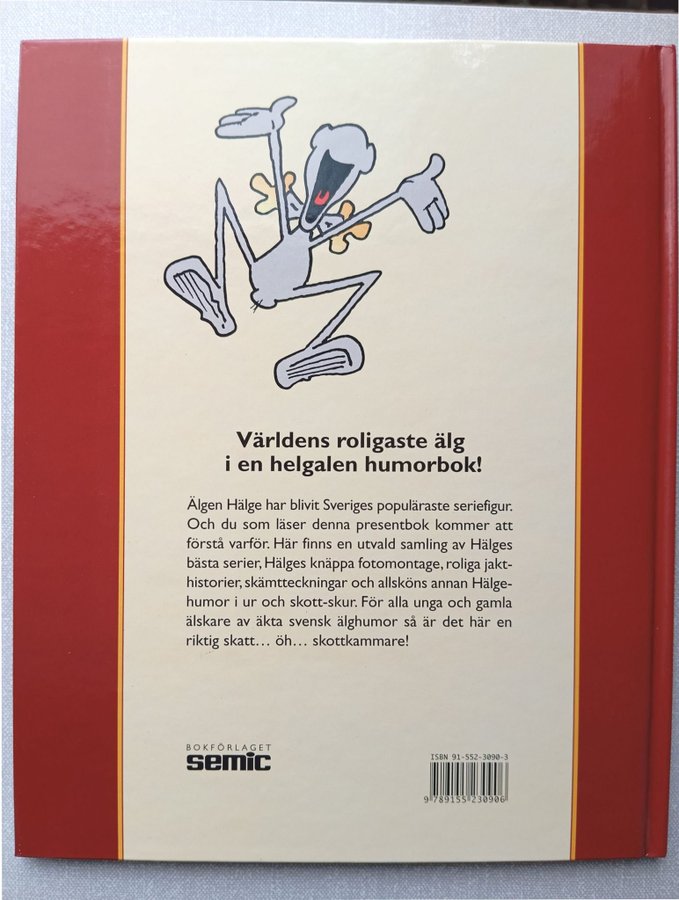 Världens roligaste älg
i en helgalen humorbok!
Älgen Hälge har blivit Sveriges populäraste seriefigur.
Och du som läser denna presentbok kommer att
förstå varför. Här finns en utvald samling av Hälges
bästa serier, Hälges knäppa fotomontage, roliga jakt-
historier, skämtteckningar och allsköns annan Hälge-
humor i ur och skott-skur. För alla unga och gamla
älskare av äkta svensk älghumor så är det här en
riktig skatt… öh… skottkammare!
BOKFÖRLAGET
semic
ISBN 91-552-3090-3
9 789155 230906